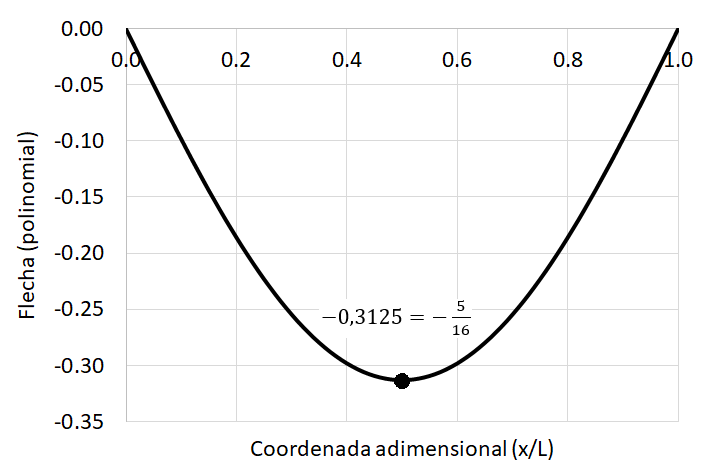 0.00
0.0 0.2 0.4 0.6 0.8 1.0
-0.05
-0.10
-0.15
-0.20
-0.25
-0.30
-0.35
Flecha (polinomial)
−0,3125 = −5/16
Coordenada adimensional (x/L)